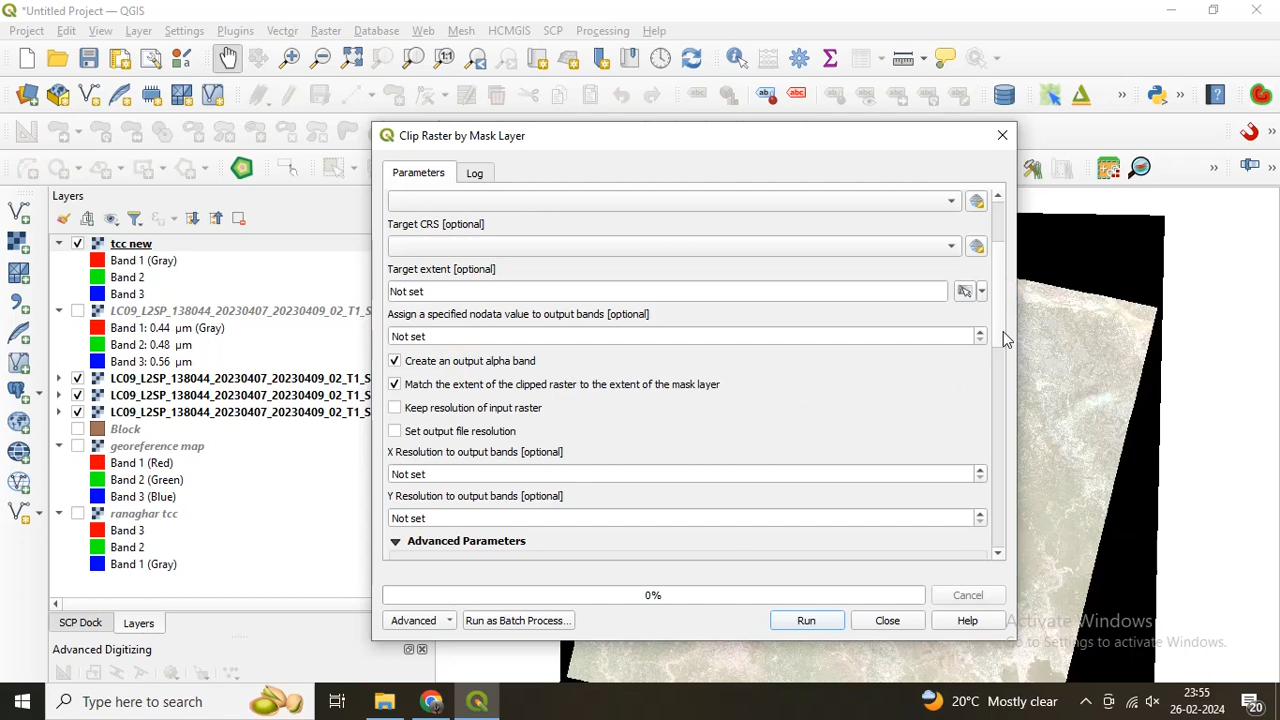 *Untitled Project — QGIS
Project Edit View Layer Settings Plugins Vector Raster Database Web Mesh HCMGIS SCP Processing Help
Layers
tcc new
Band 1 (Gray)
Band 2
Band 3
LC09_L2SP_138044_20230407_20230409_02_T1_S
Band 1: 0.44 µm (Gray)
Band 2: 0.48 µm
Band 3: 0.56 µm
LC09_L2SP_138044_20230407_20230409_02_T1_S
LC09_L2SP_138044_20230407_20230409_02_T1_S
LC09_L2SP_138044_20230407_20230409_02_T1_S
Block
georeference map
Band 1 (Red)
Band 2 (Green)
Band 3 (Blue)
ranaghar tcc
Band 3
Band 2
Band 1 (Gray)
SCP Dock Layers
Advanced Digitizing
Clip Raster by Mask Layer
Parameters Log
Target CRS [optional]
Target extent [optional]
Not set
Assign a specified nodata value to output bands [optional]
Not set
Create an output alpha band
Match the extent of the clipped raster to the extent of the mask layer
Keep resolution of input raster
Set output file resolution
X Resolution to output bands [optional]
Not set
Y Resolution to output bands [optional]
Not set
Advanced Parameters
0%
Cancel
Advanced Run as Batch Process... Run Close Help
Activate Windows
Go to Settings to activate Windows.
Type here to search
20°C Mostly clear
23:55
26-02-2024
20